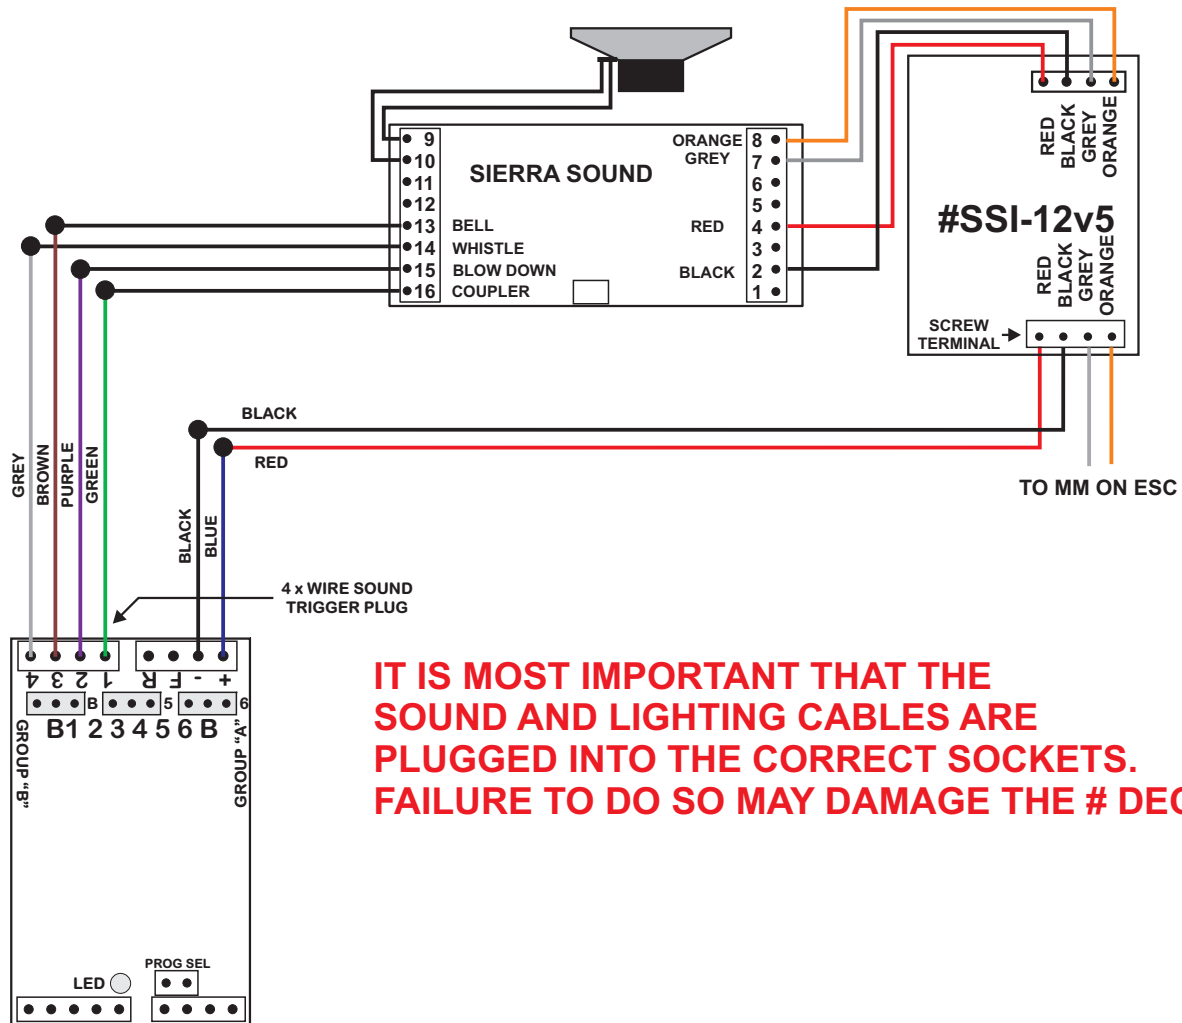 RED
BLACK
GREY
ORANGE
#SSI-12v5
RED
BLACK
GREY
ORANGE
SCREW
TERMINAL
TO MM ON ESC
SIERRA SOUND
9
10
11
12
13 BELL
14 WHISTLE
15 BLOW DOWN
16 COUPLER
ORANGE 8
GREY 7
6
5
RED 4
3
BLACK 2
1
BLACK
RED
GREY
BROWN
PURPLE
GREEN
BLACK
BLUE
4 x WIRE SOUND
TRIGGER PLUG
4 3 2 1 R F - +
B 5 6
B1 2 3 4 5 6 B
GROUP "B"
GROUP "A"
IT IS MOST IMPORTANT THAT THE
SOUND AND LIGHTING CABLES ARE
PLUGGED INTO THE CORRECT SOCKETS.
FAILURE TO DO SO MAY DAMAGE THE # DEC
PROG SEL
LED